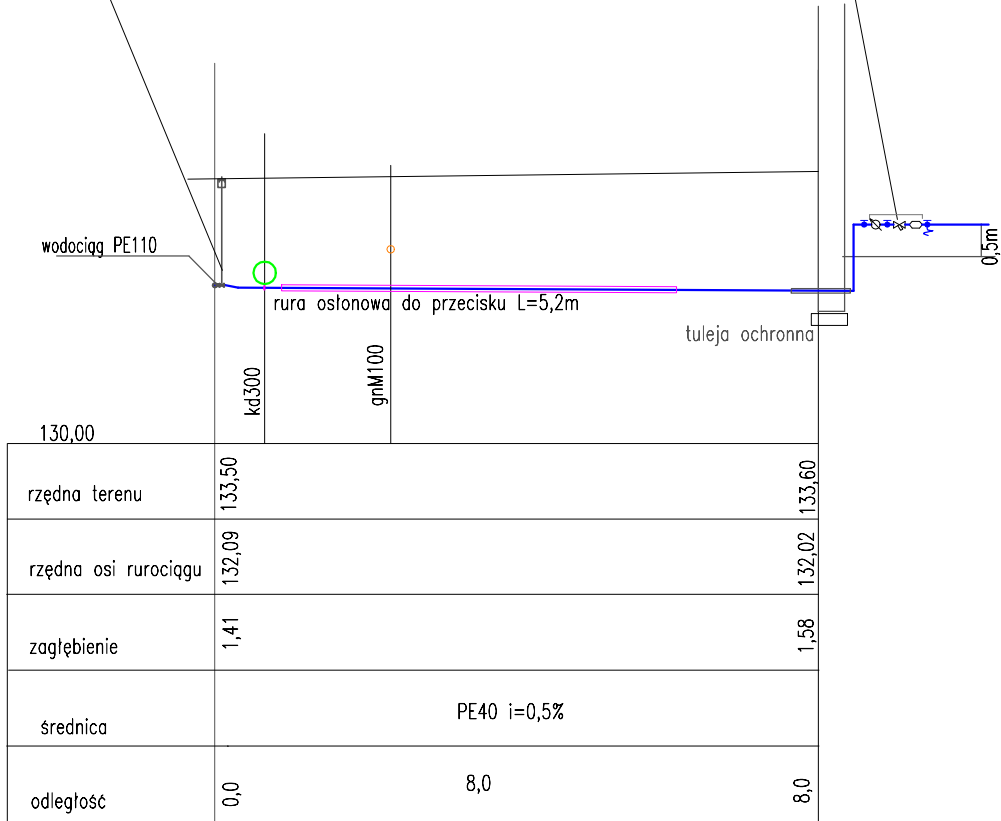 wodociąg PE110
0,5m
rura osłonowa do przecisku L=5,2m
tuleja ochronna
kd300
gnM100
130,00
rzędna terenu
133,50
133,60
rzędna osi rurociągu
132,09
132,02
zagłębienie
1,41
1,58
średnica
PE40 i=0,5%
odległość
0,0
8,0
8,0